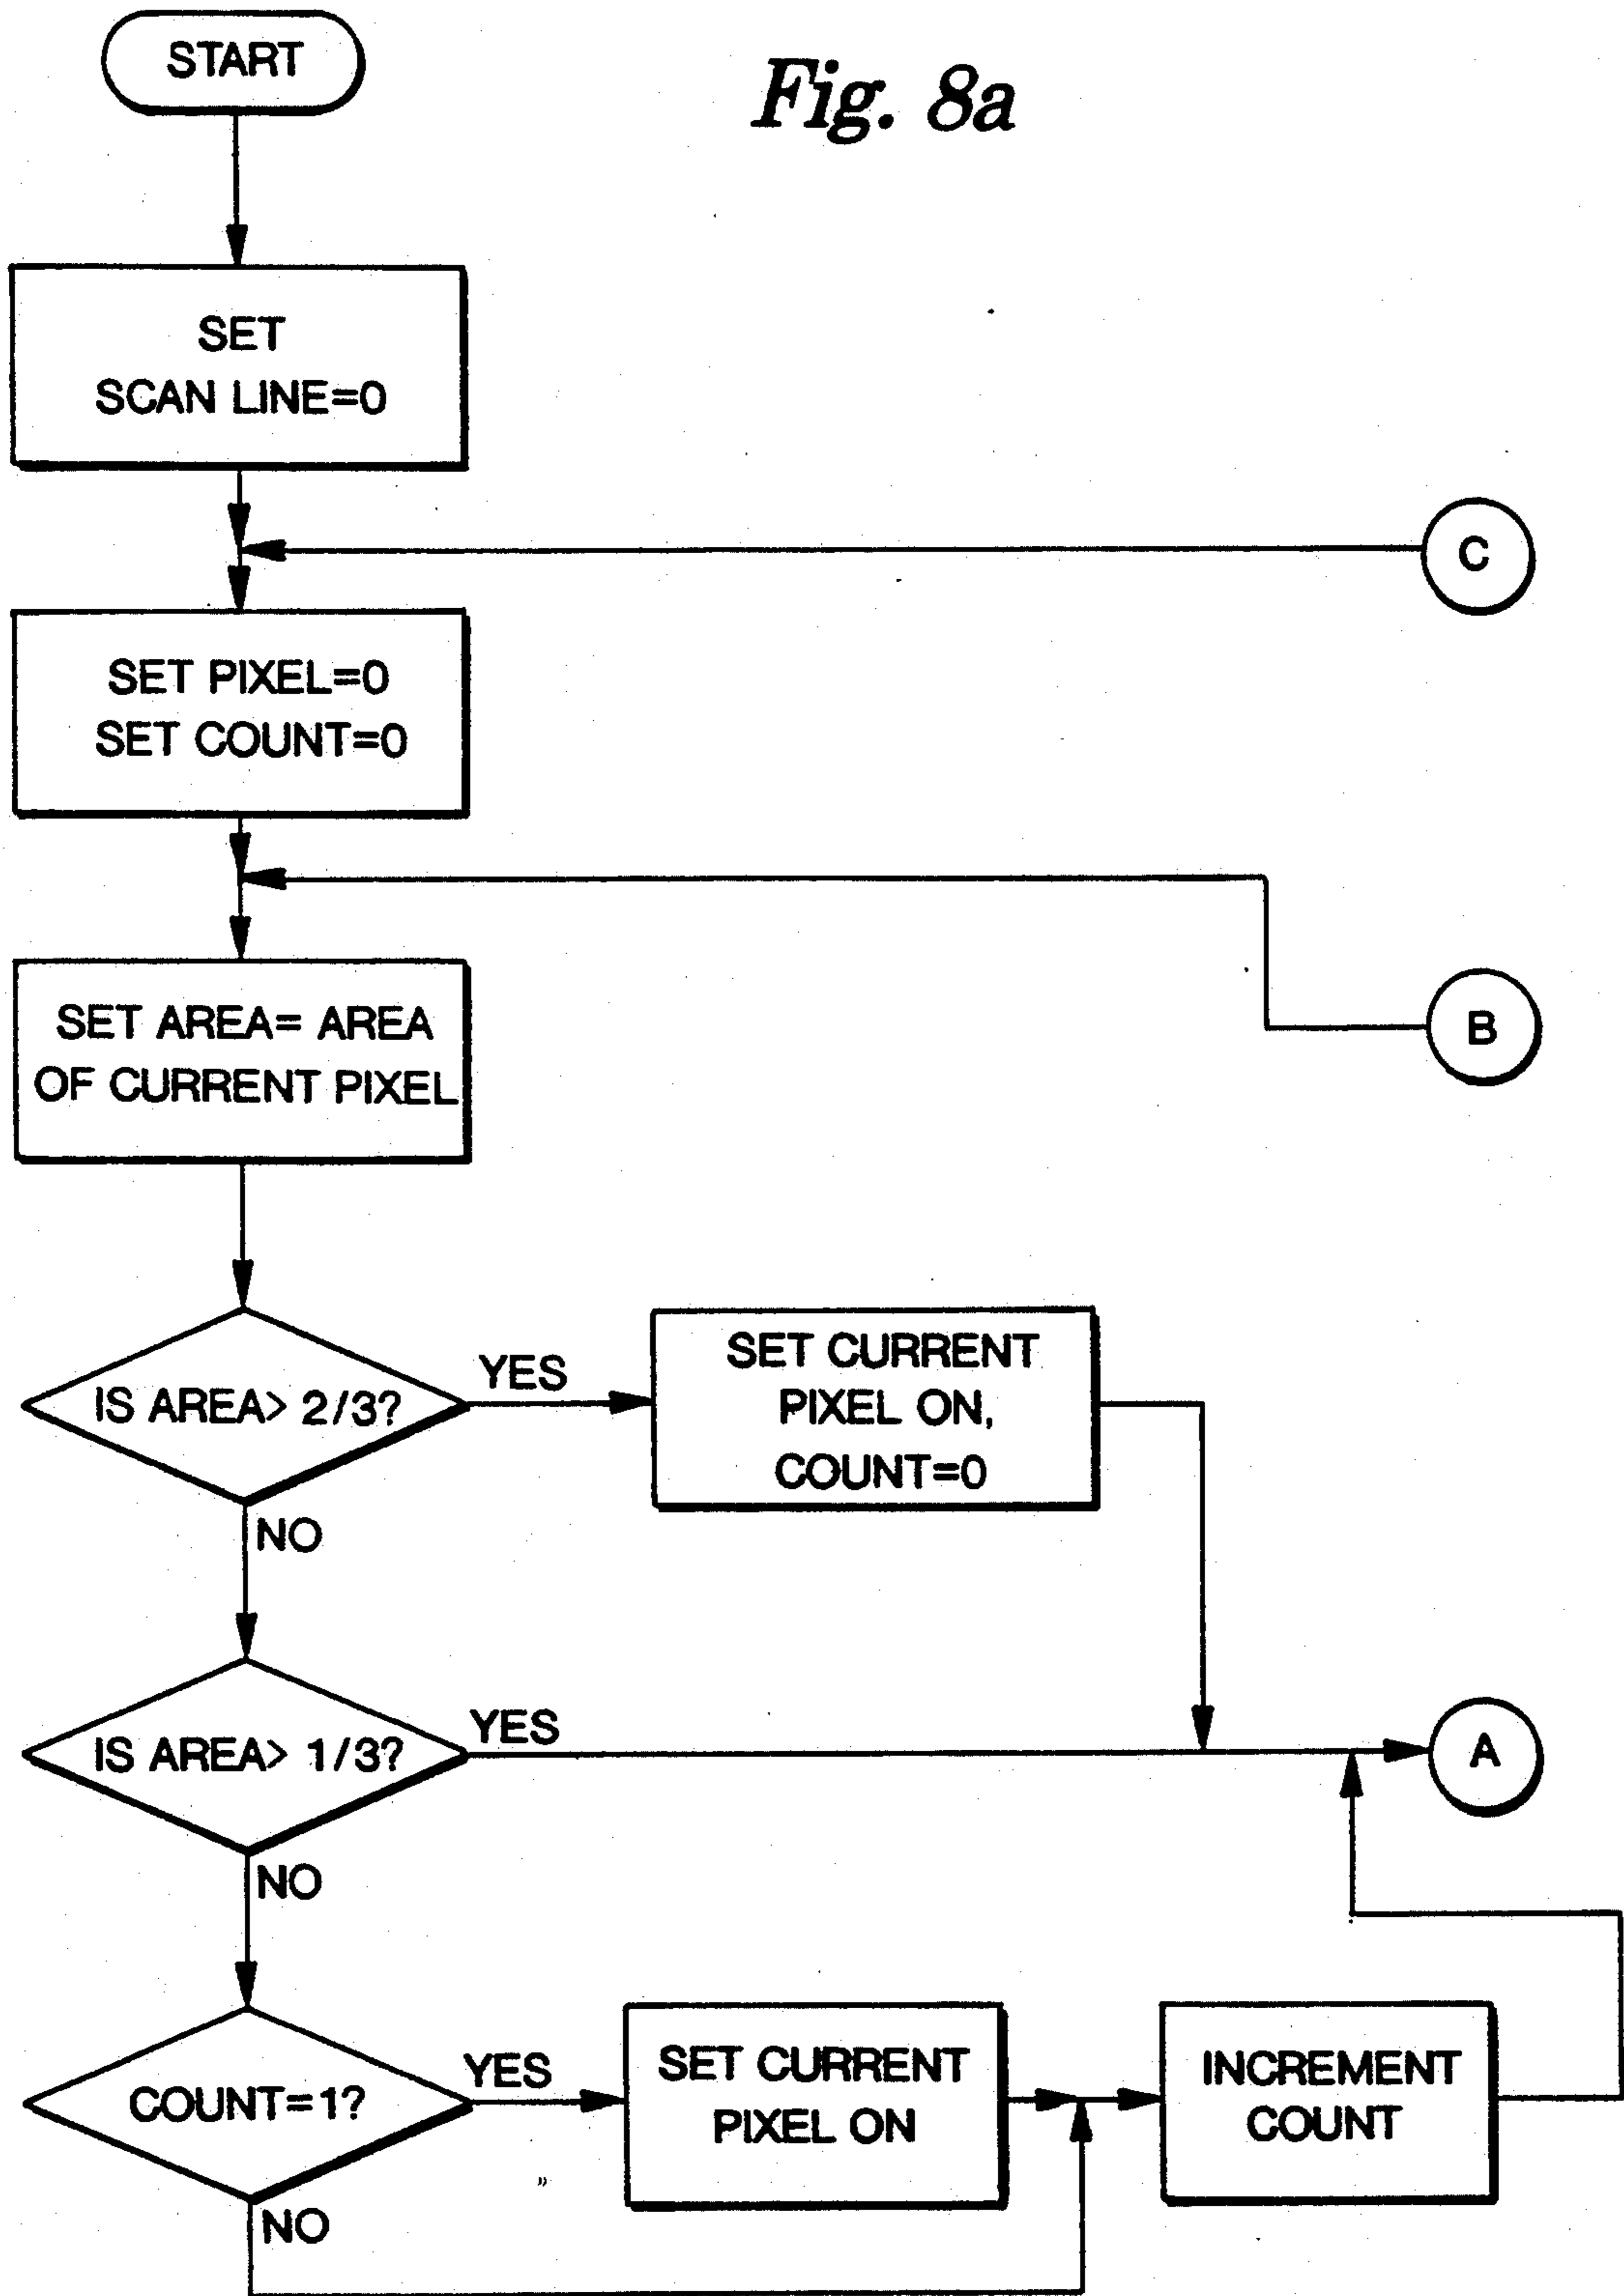 START
Fig. 8a
SET
SCAN LINE=0
C
SET PIXEL=0
SET COUNT=0
SET AREA= AREA
OF CURRENT PIXEL
B
IS AREA> 2/3?
YES
SET CURRENT
PIXEL ON,
COUNT=0
NO
IS AREA> 1/3?
YES
A
NO
COUNT=1?
YES
SET CURRENT
PIXEL ON
INCREMENT
COUNT
NO